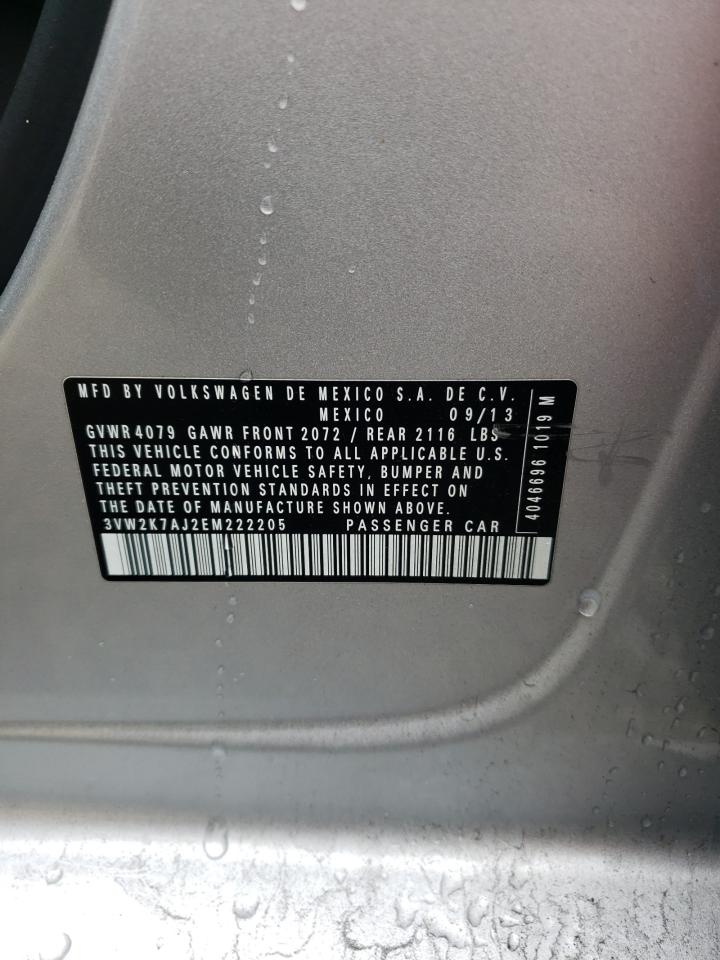 MFD BY VOLKSWAGEN DE MEXICO S.A. DE C.V.
MEXICO 09/13
GVWR 4079 GAWR FRONT 2072 / REAR 2116 LBS
THIS VEHICLE CONFORMS TO ALL APPLICABLE U.S.
FEDERAL MOTOR VEHICLE SAFETY, BUMPER AND
THEFT PREVENTION STANDARDS IN EFFECT ON
THE DATE OF MANUFACTURE SHOWN ABOVE.
3VW2K7AJ2EM222205 PASSENGER CAR
4046696 1019 M